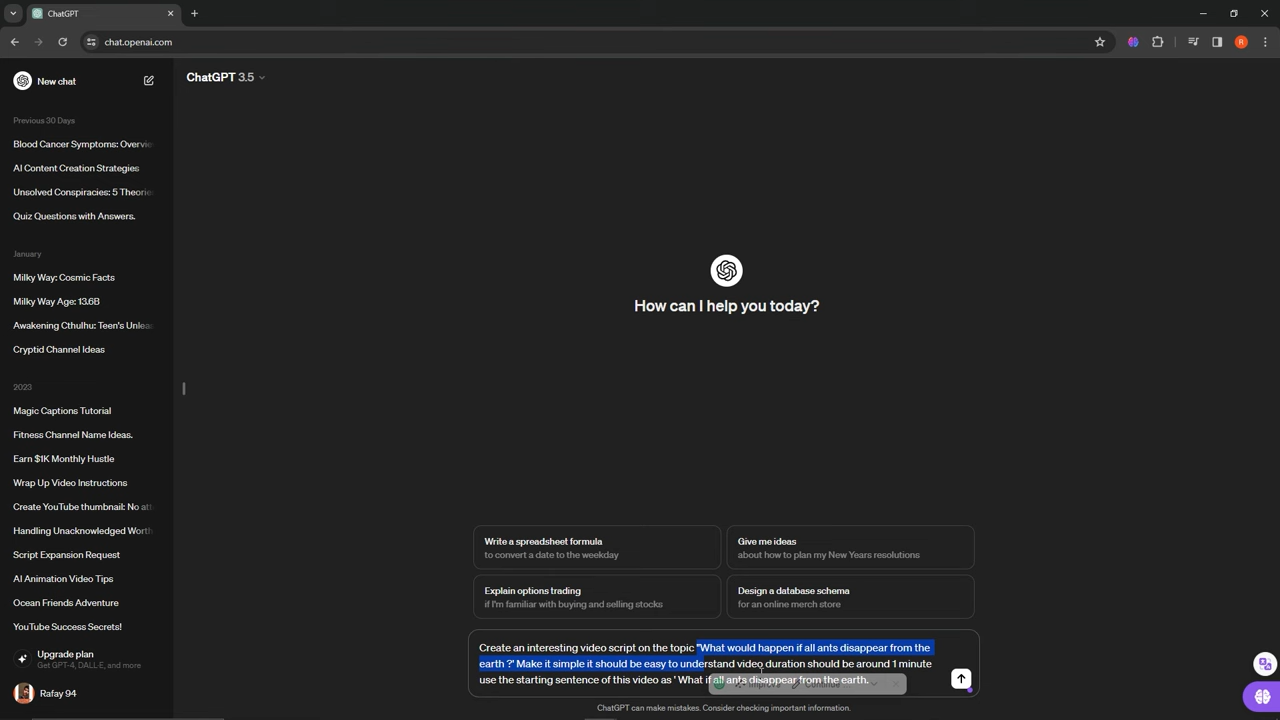 ChatGPT
chat.openai.com
R
New chat
ChatGPT 3.5
Previous 30 Days
Blood Cancer Symptoms: Overvie
AI Content Creation Strategies
Unsolved Conspiracies: 5 Theorie
Quiz Questions with Answers.
January
Milky Way: Cosmic Facts
Milky Way Age: 13.6B
Awakening Cthulhu: Teen's Unlea
Cryptid Channel Ideas
2023
Magic Captions Tutorial
Fitness Channel Name Ideas.
Earn $1K Monthly Hustle
Wrap Up Video Instructions
Create YouTube thumbnail: No att
Handling Unacknowledged Worth
Script Expansion Request
AI Animation Video Tips
Ocean Friends Adventure
YouTube Success Secrets!
Upgrade plan
Get GPT-4, DALL·E, and more
Rafay 94
How can I help you today?
Write a spreadsheet formula
to convert a date to the weekday
Give me ideas
about how to plan my New Years resolutions
Explain options trading
if I'm familiar with buying and selling stocks
Design a database schema
for an online merch store
Create an interesting video script on the topic "What would happen if all ants disappear from the
earth ?' Make it simple it should be easy to understand video duration should be around 1 minute
use the starting sentence of this video as ' What if all ants disappear from the earth.
Improve
Continue
ChatGPT can make mistakes. Consider checking important information.